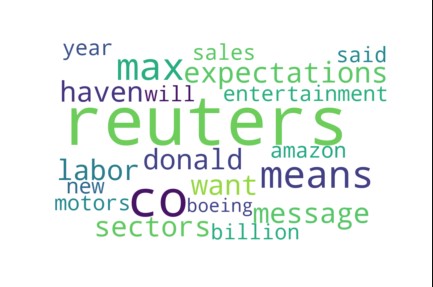 year sales said
max expectations
haven will entertainment
reuters
labor donald amazon
new want means
motors co boeing message
sectors billion